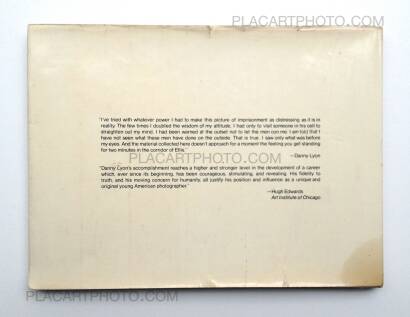 WWW.PLACARTPHOTO.COM
"I've tried with whatever power I had to make this picture of imprisonment as distressing as it is in
reality. The few times I doubted the wisdom of my attitude, I had only to visit someone in his cell to
straighten out my mind. I had been warned at the outset not to let the men con me. I am told that I
have not seen what these men have done on the outside. That is true. I saw only what was before
my eyes. And the material collected here doesn't approach for a moment the feeling you get standing
for two minutes in the corridor of Ellis."
—Danny Lyon
PLACARTPHOTO.COM
"Danny Lyon's accomplishment reaches a higher and stronger level in the development of a career
which, ever since its beginning, has been courageous, stimulating, and revealing. His fidelity to
truth, and his moving concern for humanity, all justify his position and influence as a unique and
original young American photographer."
—Hugh Edwards
Art Institute of Chicago
WWW.PLACARTPHOTO.COM